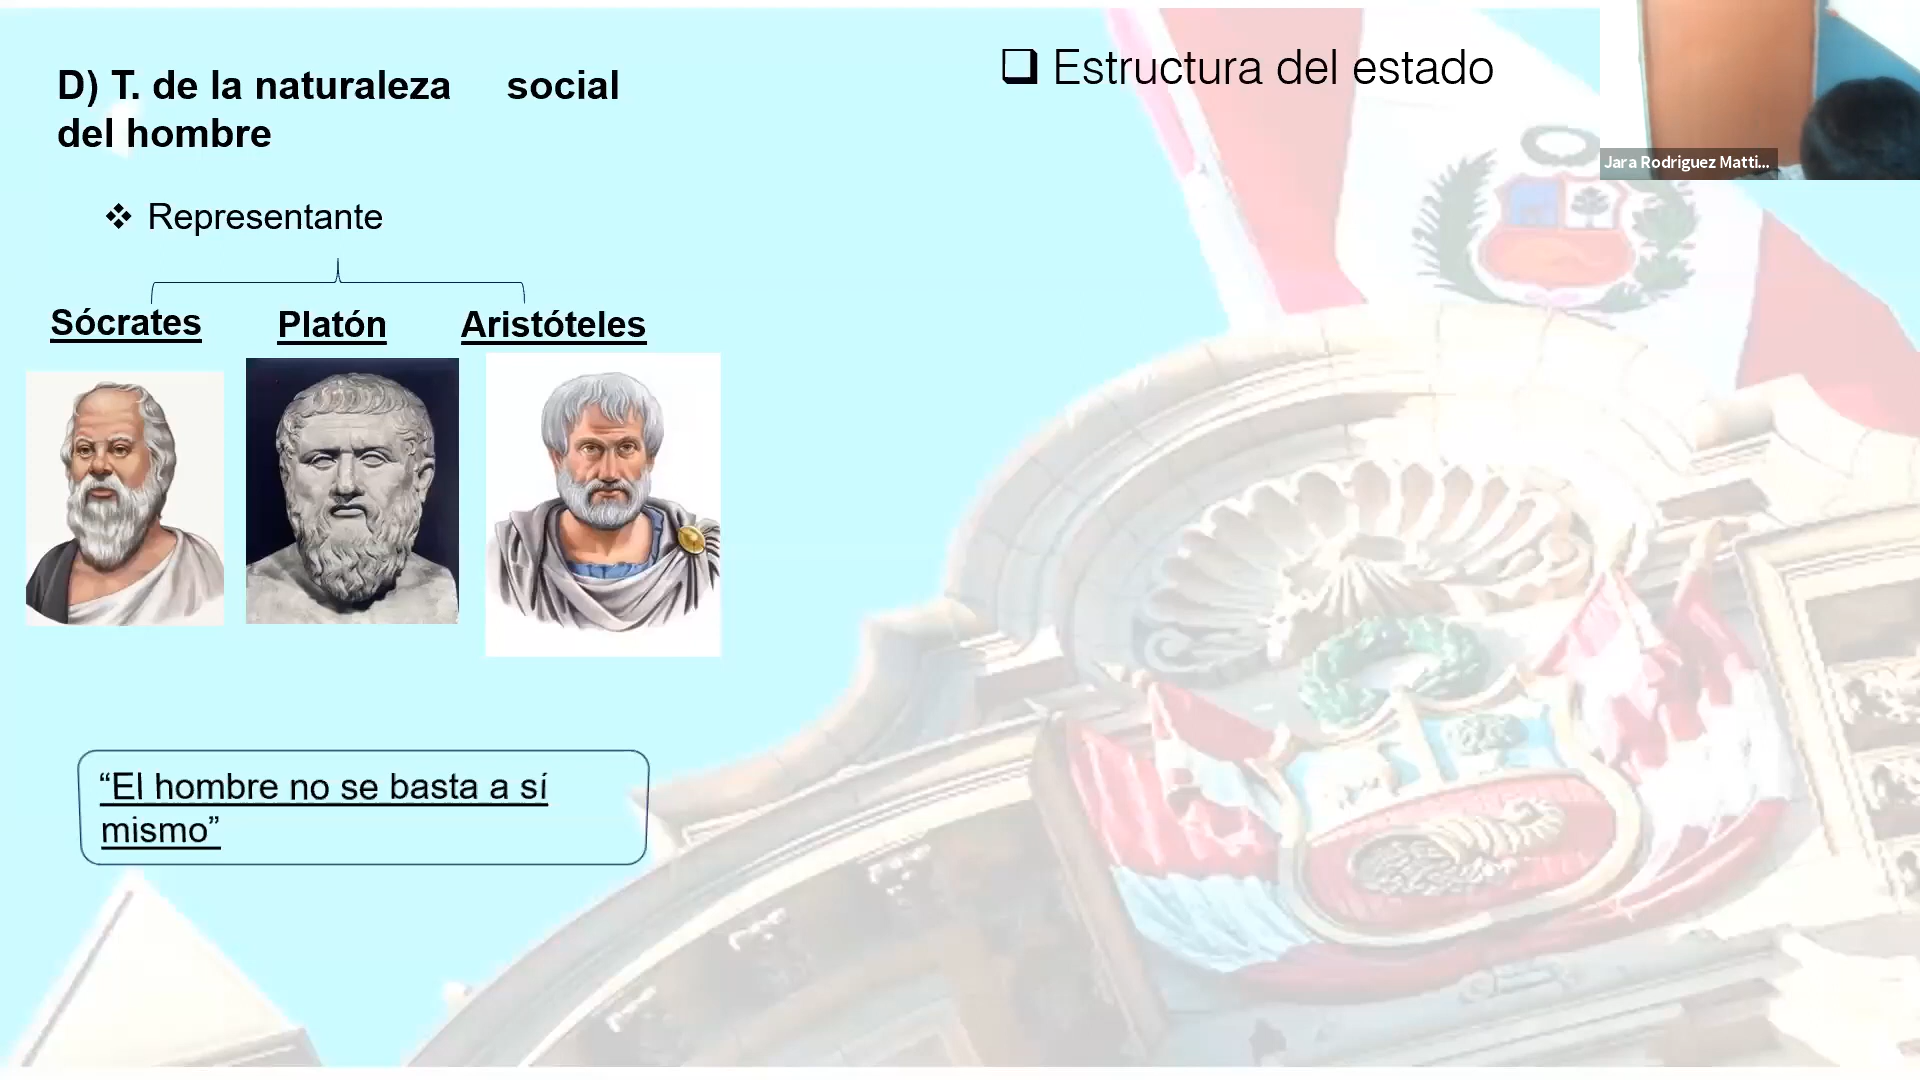 D) T. de la naturaleza social
del hombre
❖ Representante
Sócrates Platón Aristóteles
“El hombre no se basta a sí
mismo”
❑ Estructura del estado
Jara Rodriguez Matti...